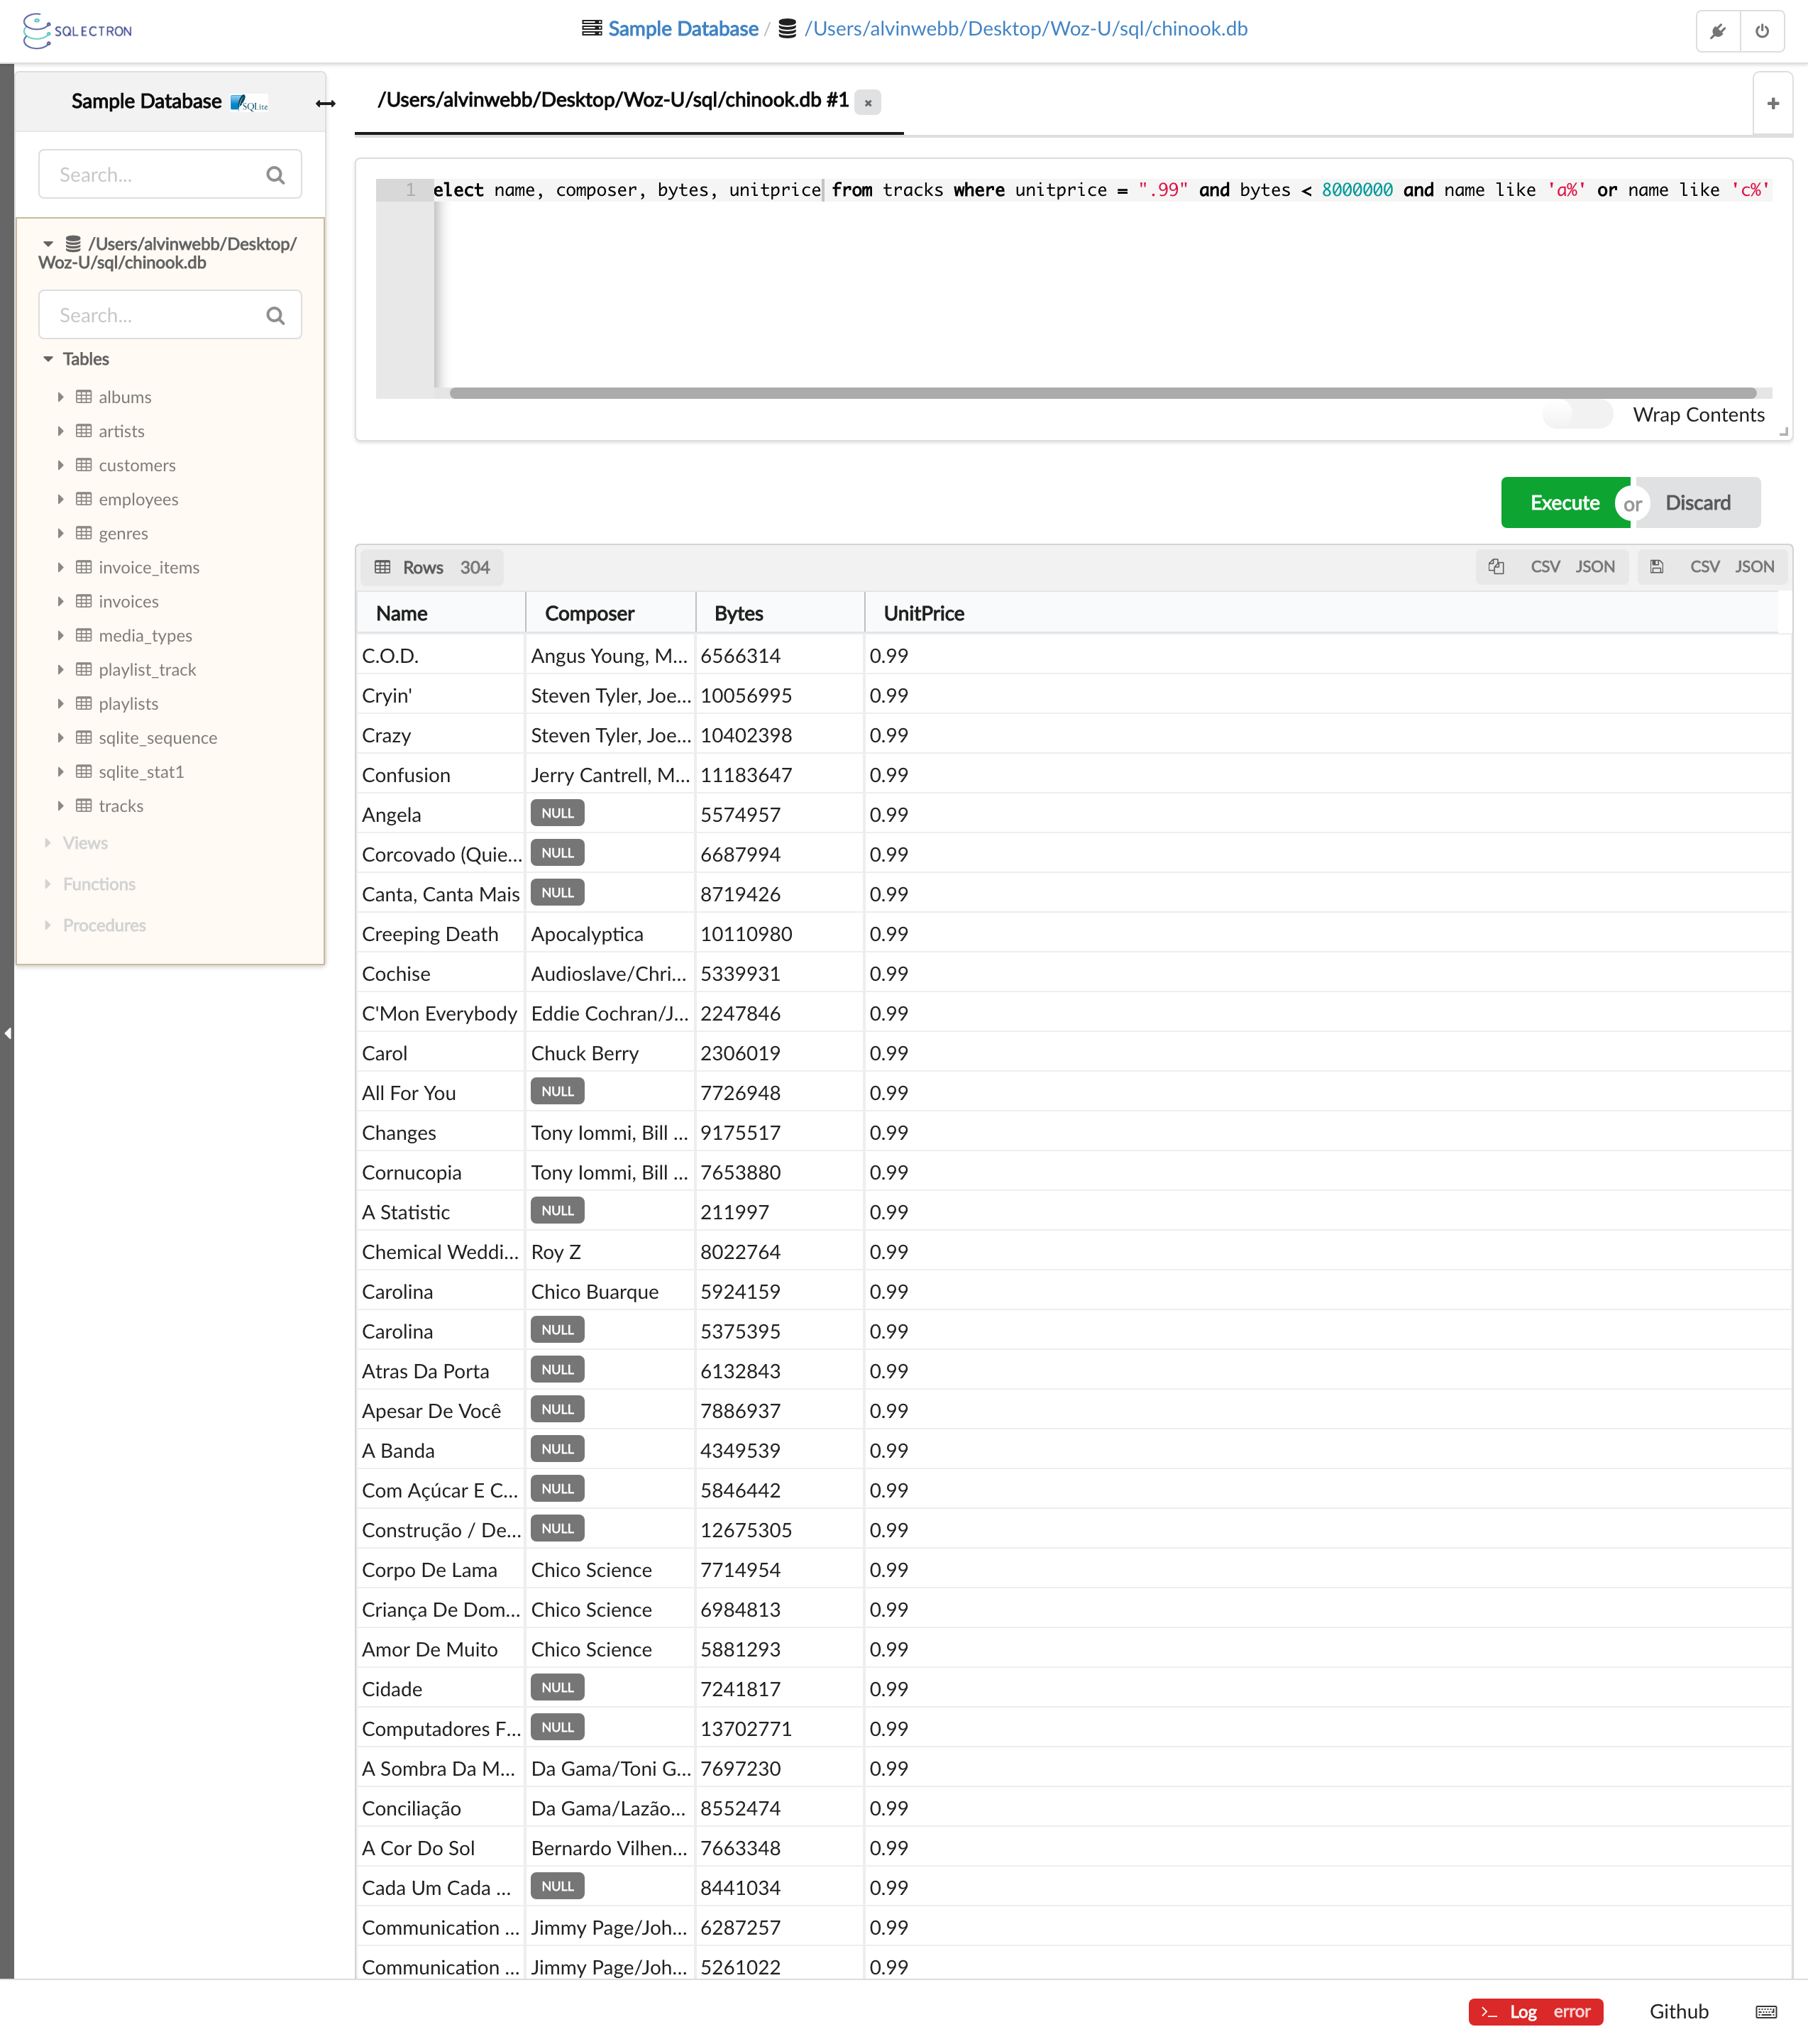 SQLECTRON
Sample Database / /Users/alvinwebb/Desktop/Woz-U/sql/chinook.db
Sample Database SQLite
/Users/alvinwebb/Desktop/Woz-U/sql/chinook.db #1 ×
+
Search...
/Users/alvinwebb/Desktop/
Woz-U/sql/chinook.db
Search...
Tables
albums
artists
customers
employees
genres
invoice_items
invoices
media_types
playlist_track
playlists
sqlite_sequence
sqlite_stat1
tracks
Views
Functions
Procedures
1 elect name, composer, bytes, unitprice from tracks where unitprice = ".99" and bytes < 8000000 and name like 'a%' or name like 'c%'
Wrap Contents
Execute or Discard
Rows 304 CSV JSON CSV JSON
Name Composer Bytes UnitPrice
C.O.D. Angus Young, M... 6566314 0.99
Cryin' Steven Tyler, Joe... 10056995 0.99
Crazy Steven Tyler, Joe... 10402398 0.99
Confusion Jerry Cantrell, M... 11183647 0.99
Angela NULL 5574957 0.99
Corcovado (Quie... NULL 6687994 0.99
Canta, Canta Mais NULL 8719426 0.99
Creeping Death Apocalyptica 10110980 0.99
Cochise Audioslave/Chri... 5339931 0.99
C'Mon Everybody Eddie Cochran/J... 2247846 0.99
Carol Chuck Berry 2306019 0.99
All For You NULL 7726948 0.99
Changes Tony Iommi, Bill ... 9175517 0.99
Cornucopia Tony Iommi, Bill ... 7653880 0.99
A Statistic NULL 211997 0.99
Chemical Weddi... Roy Z 8022764 0.99
Carolina Chico Buarque 5924159 0.99
Carolina NULL 5375395 0.99
Atras Da Porta NULL 6132843 0.99
Apesar De Você NULL 7886937 0.99
A Banda NULL 4349539 0.99
Com Açúcar E C... NULL 5846442 0.99
Construção / De... NULL 12675305 0.99
Corpo De Lama Chico Science 7714954 0.99
Criança De Dom... Chico Science 6984813 0.99
Amor De Muito Chico Science 5881293 0.99
Cidade NULL 7241817 0.99
Computadores F... NULL 13702771 0.99
A Sombra Da M... Da Gama/Toni G... 7697230 0.99
Conciliação Da Gama/Lazão... 8552474 0.99
A Cor Do Sol Bernardo Vilhen... 7663348 0.99
Cada Um Cada ... NULL 8441034 0.99
Communication ... Jimmy Page/Joh... 6287257 0.99
Communication ... Jimmy Page/Joh... 5261022 0.99
>_ Log error Github